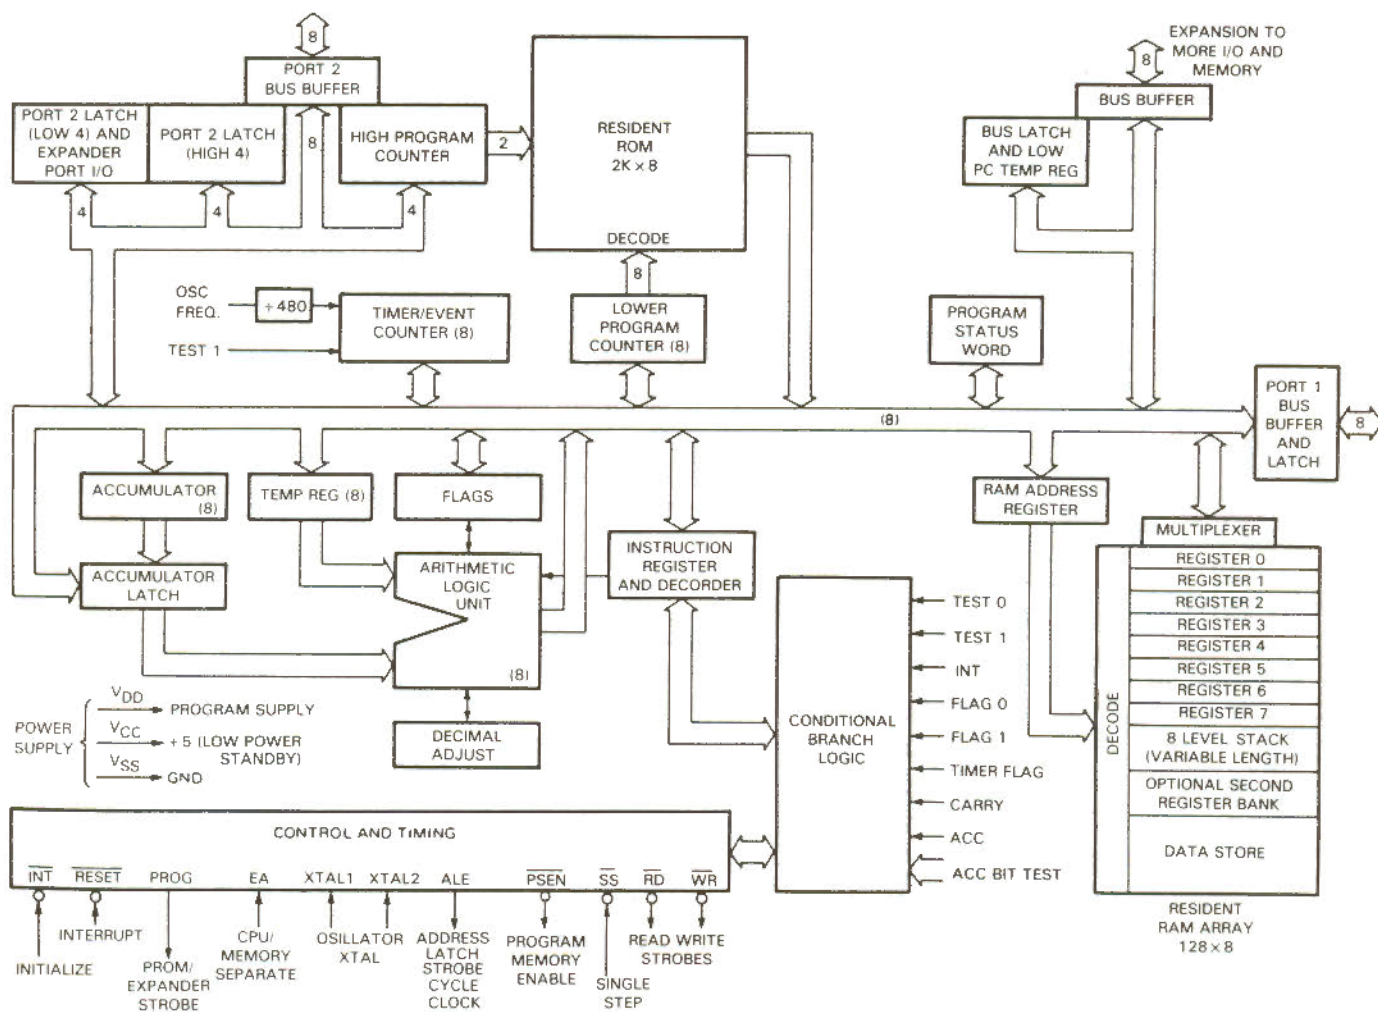 8
PORT 2
BUS BUFFER
PORT 2 LATCH
(LOW 4) AND
EXPANDER
PORT I/O
PORT 2 LATCH
(HIGH 4)
8
HIGH PROGRAM
COUNTER
2
4
4
4
RESIDENT
ROM
2K × 8
DECODE
8
EXPANSION TO
MORE I/O AND
MEMORY
8
BUS BUFFER
BUS LATCH
AND LOW
PC TEMP REG
OSC
FREQ.
÷480
TEST 1
TIMER/EVENT
COUNTER (8)
LOWER
PROGRAM
COUNTER (8)
PROGRAM
STATUS
WORD
(8)
PORT 1
BUS
BUFFER
AND
LATCH
8
ACCUMULATOR
(8)
TEMP REG (8)
FLAGS
RAM ADDRESS
REGISTER
MULTIPLEXER
ACCUMULATOR
LATCH
ARITHMETIC
LOGIC
UNIT
(8)
INSTRUCTION
REGISTER
AND DECORDER
DECIMAL
ADJUST
POWER
SUPPLY
VDD
PROGRAM SUPPLY
VCC
+ 5 (LOW POWER
STANDBY)
VSS
GND
CONDITIONAL
BRANCH
LOGIC
TEST 0
TEST 1
INT
FLAG 0
FLAG 1
TIMER FLAG
CARRY
ACC
ACC BIT TEST
DECODE
REGISTER 0
REGISTER 1
REGISTER 2
REGISTER 3
REGISTER 4
REGISTER 5
REGISTER 6
REGISTER 7
8 LEVEL STACK
(VARIABLE LENGTH)
OPTIONAL SECOND
REGISTER BANK
DATA STORE
RESIDENT
RAM ARRAY
128 × 8
CONTROL AND TIMING
INT RESET PROG EA XTAL1 XTAL2 ALE PSEN SS RD WR
INITIALIZE
INTERRUPT
PROM/
EXPANDER
STROBE
CPU/
MEMORY
SEPARATE
OSILLATOR
XTAL
ADDRESS
LATCH
STROBE
CYCLE
CLOCK
PROGRAM
MEMORY
ENABLE
SINGLE
STEP
READ WRITE
STROBES